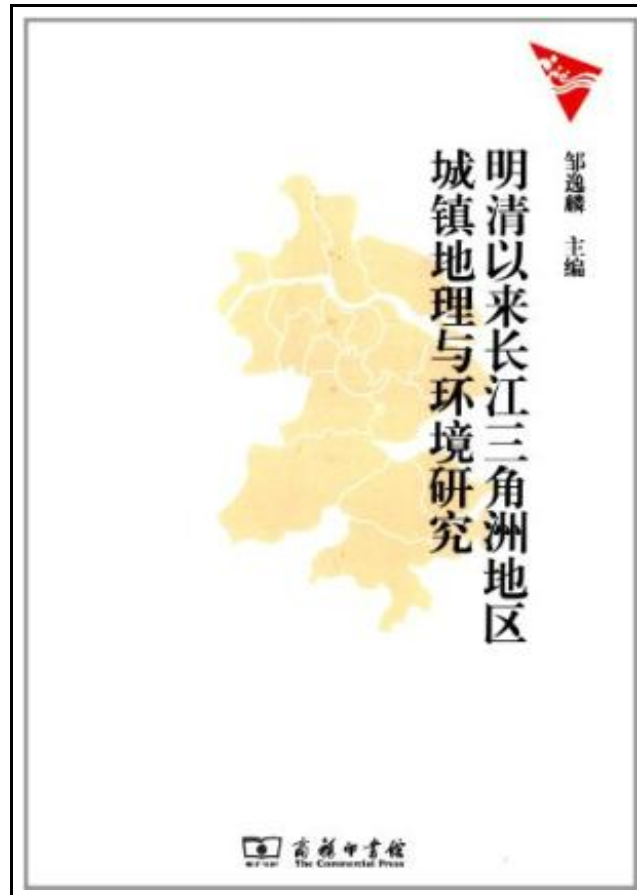 邹逸麟 主编
明清以来长江三角洲地区
城镇地理与环境研究
商务印书馆
The Commercial Press